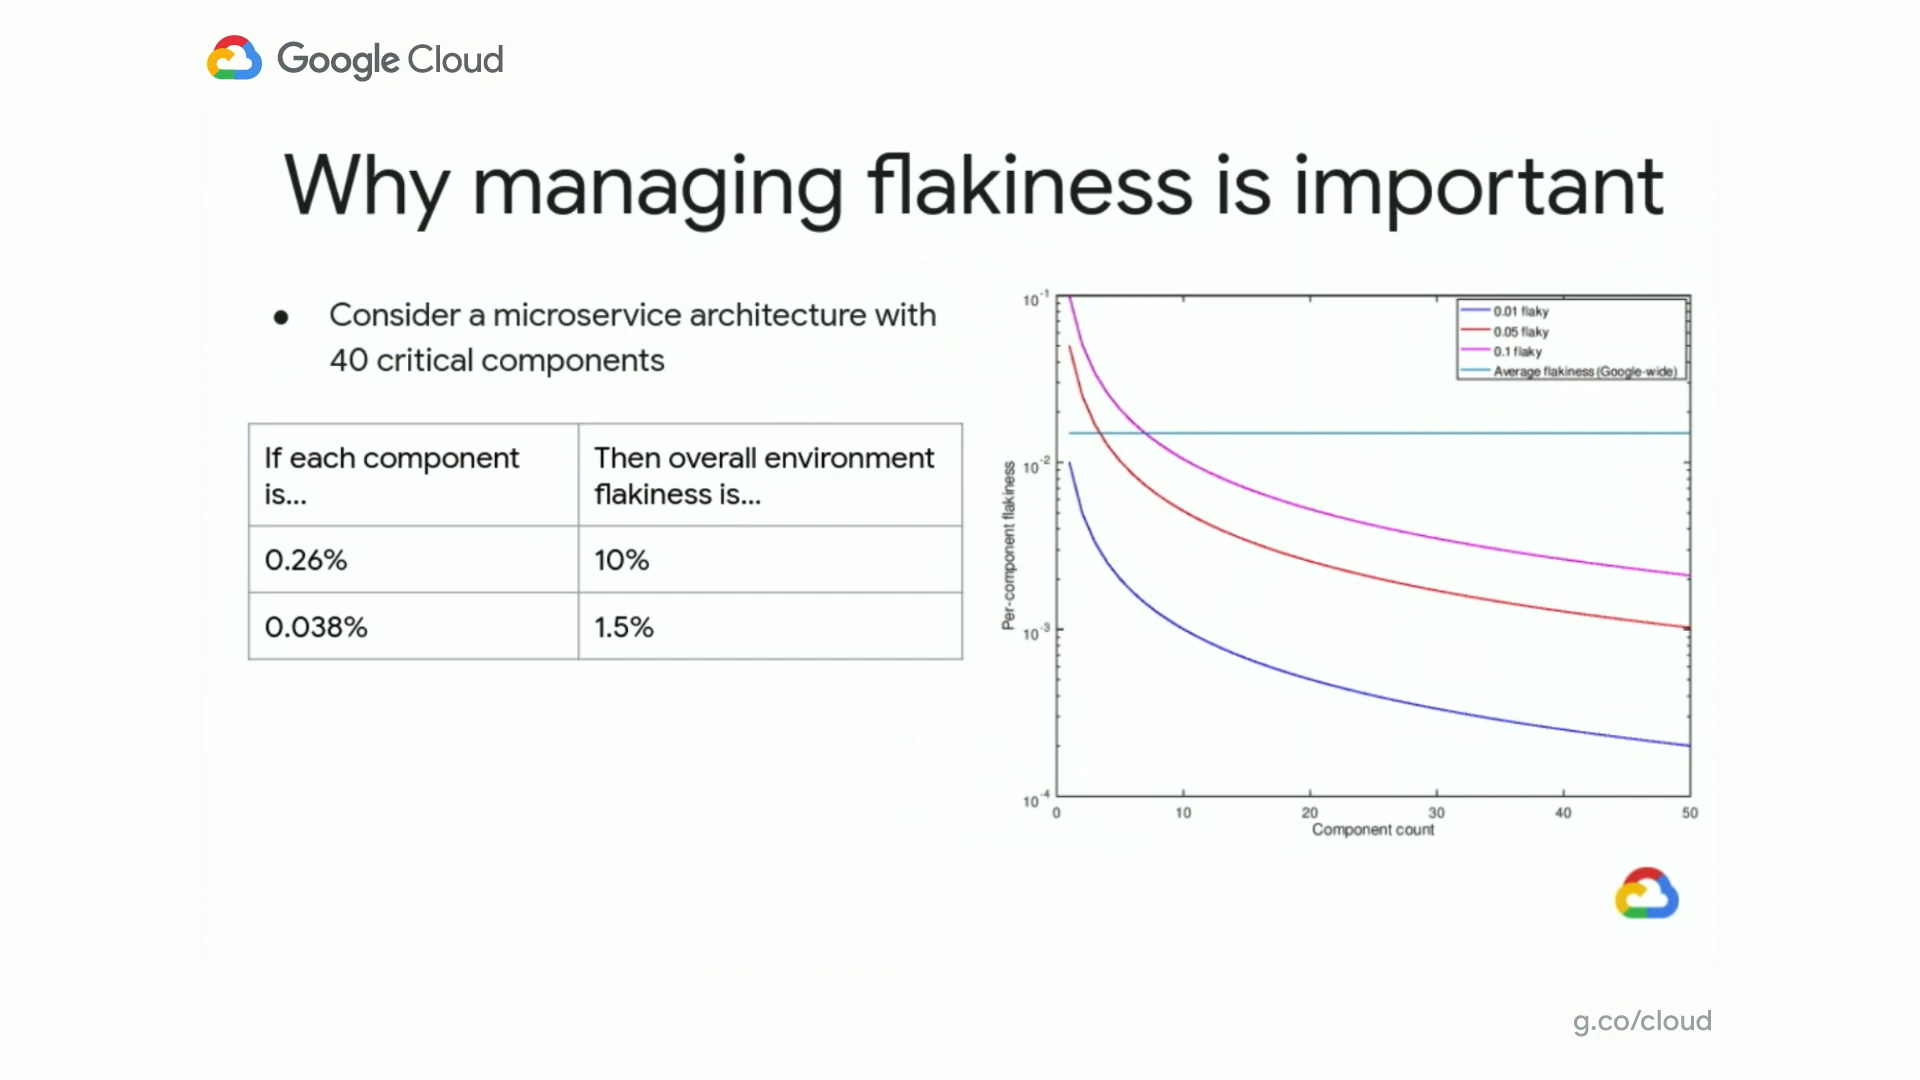 Google Cloud
Why managing flakiness is important
● Consider a microservice architecture with
40 critical components
If each component
is...
Then overall environment
flakiness is...
0.26%
10%
0.038%
1.5%
10-1
10-2
10-3
10-4
Per-component flakiness
0.01 flaky
0.05 flaky
0.1 flaky
Average flakiness (Google-wide)
0 10 20 30 40 50
Component count
g.co/cloud